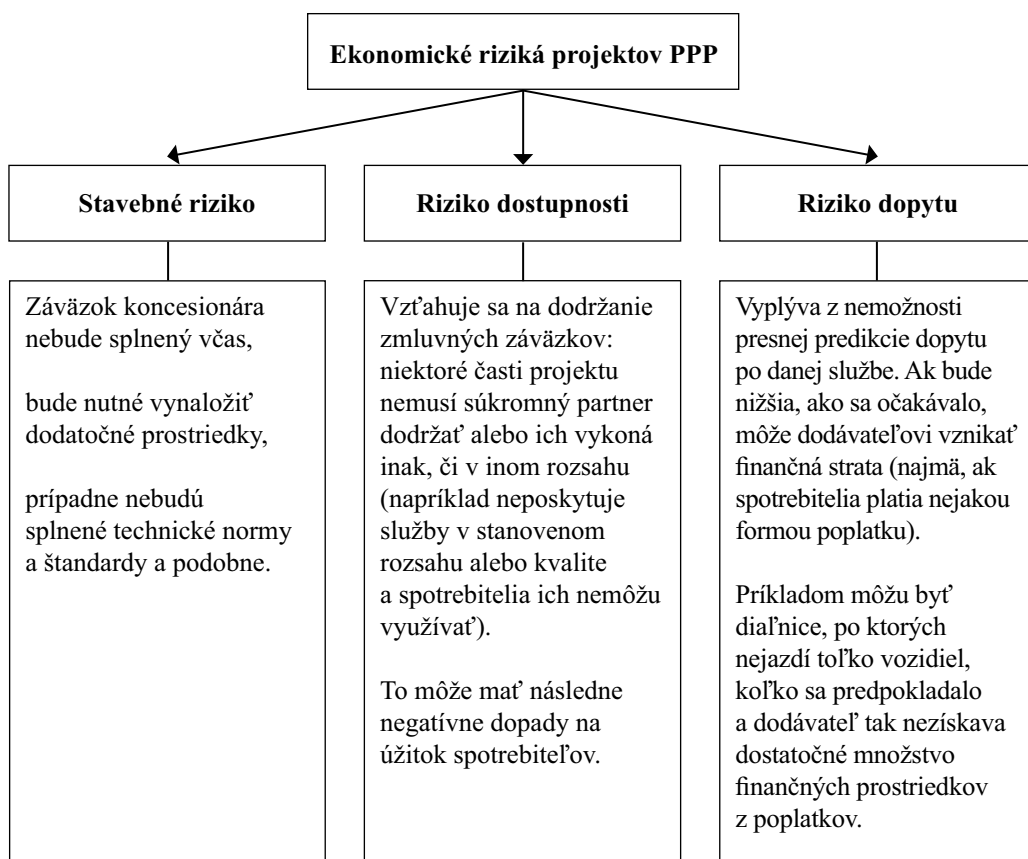 Ekonomické riziká projektov PPP
Stavebné riziko
Riziko dostupnosti
Riziko dopytu
Záväzok koncesionára
nebude splnený včas,
bude nutné vynaložiť
dodatočné prostriedky,
prípadne nebudú
splnené technické normy
a štandardy a podobne.
Vzťahuje sa na dodržanie
zmluvných záväzkov:
niektoré časti projektu
nemusí súkromný partner
dodržať alebo ich vykoná
inak, či v inom rozsahu
(napríklad neposkytuje
služby v stanovenom
rozsahu alebo kvalite
a spotrebitelia ich nemôžu
využívať).
To môže mať následne
negatívne dopady na
úžitok spotrebiteľov.
Vyplýva z nemožnosti
presnej predikcie dopytu
po danej službe. Ak bude
nižšia, ako sa očakávalo,
môže dodávateľovi vznikať
finančná strata (najmä, ak
spotrebitelia platia nejakou
formou poplatku).
Príkladom môžu byť
diaľnice, po ktorých
nejazdí toľko vozidiel,
koľko sa predpokladalo
a dodávateľ tak nezískava
dostatočné množstvo
finančných prostriedkov
z poplatkov.